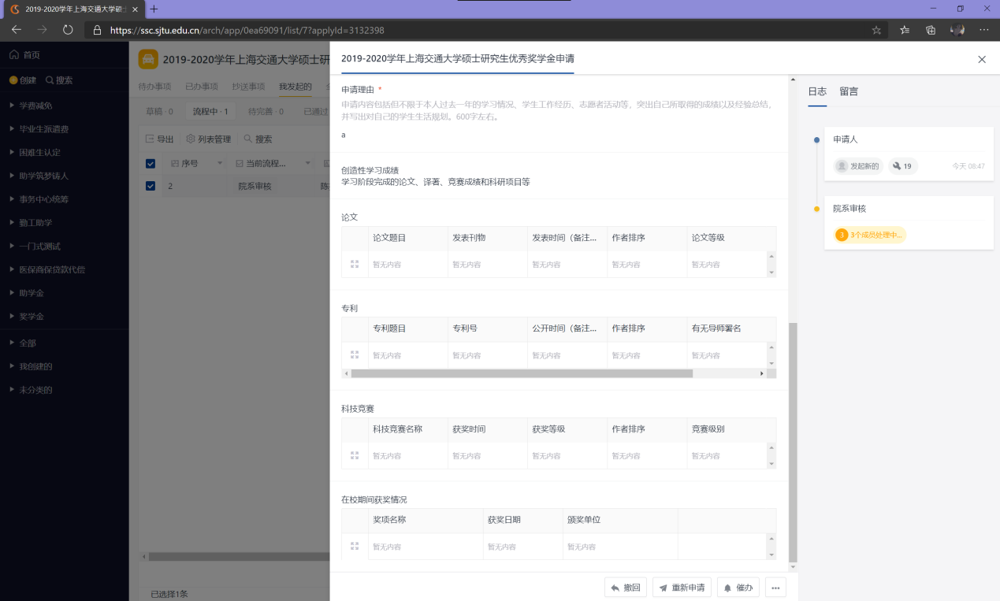 2019-2020学年上海交通大学硕士
https://ssc.sjtu.edu.cn/arch/app/0ea69091/list/7?applyId=3132398
首页
创建 搜索
学费减免
毕业生派遣费
困难生认定
助学筑梦铸人
事务中心统筹
勤工助学
一门式测试
医保商保贷款代偿
助学金
奖学金
全部
我创建的
未分类的
2019-2020学年上海交通大学硕士研
待办事项 已办事项 抄送事项 我发起的
草稿 · 0 流程中 · 1 待完善 · 0 已通过
导出 列表管理 搜索
序号 当前流程...
2 院系审核 陈
已选择1条
2019-2020学年上海交通大学硕士研究生优秀奖学金申请
申请理由 *
申请内容包括但不限于本人过去一年的学习情况、学生工作经历、志愿者活动等，突出自己所取得的成绩以及经验总结，
并写出对自己的学生生活规划。600字左右。
a
创造性学习成绩
学习阶段完成的论文、译著、竞赛成绩和科研项目等
论文
论文题目 发表刊物 发表时间（备注... 作者排序 论文等级
暂无内容 暂无内容 暂无内容 暂无内容 暂无内容
专利
专利题目 专利号 公开时间（备注... 作者排序 有无导师署名
暂无内容 暂无内容 暂无内容 暂无内容 暂无内容
科技竞赛
科技竞赛名称 获奖时间 获奖等级 作者排序 竞赛级别
暂无内容 暂无内容 暂无内容 暂无内容 暂无内容
在校期间获奖情况
奖项名称 获奖日期 颁奖单位
暂无内容 暂无内容 暂无内容
撤回 重新申请 催办 ...
日志 留言
申请人
发起新的 19 今天 08:47
院系审核
3 3个成员处理中...